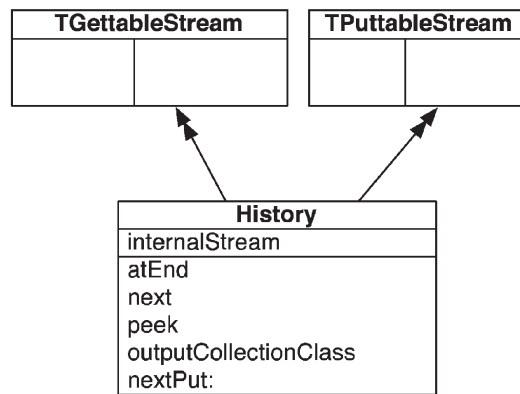 TGettableStream
TPuttableStream
History
internalStream
atEnd
next
peek
outputCollectionClass
nextPut: